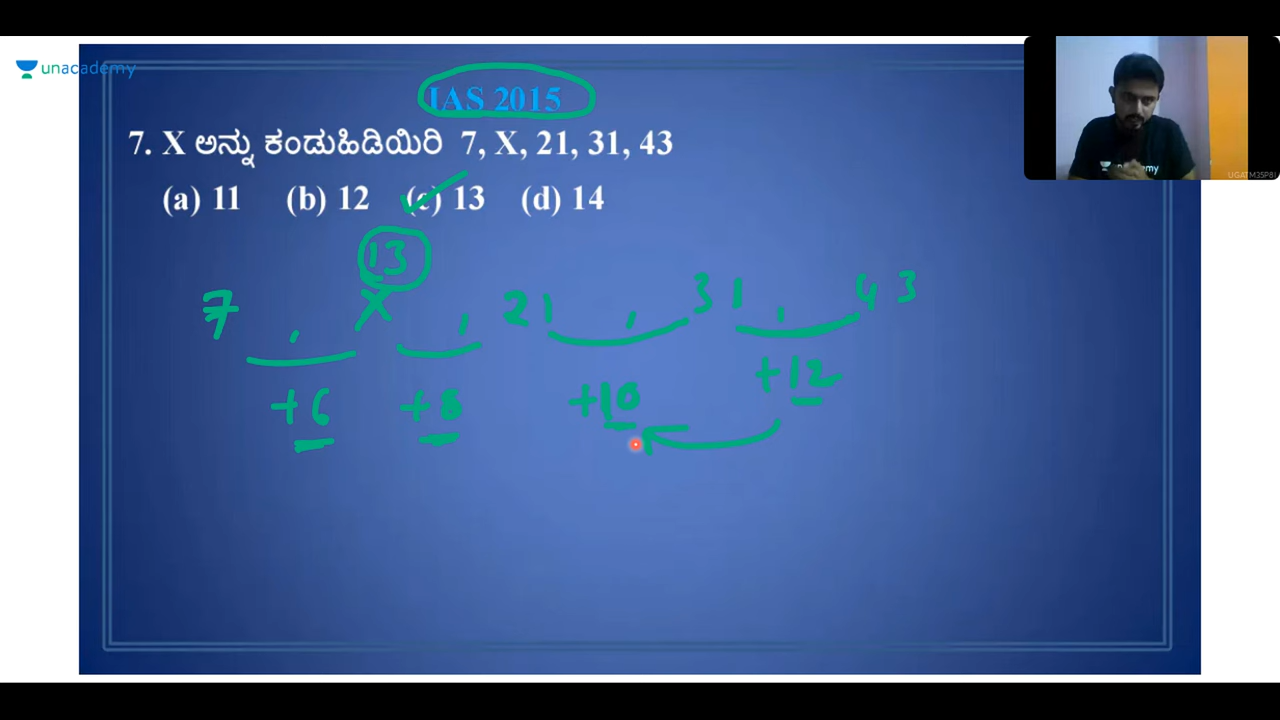 unacademy
IAS 2015
7. X ಅನ್ನು ಕಂಡುಹಿಡಿಯಿರಿ 7, X, 21, 31, 43
(a) 11 (b) 12 (c) 13 (d) 14
13
7 , X , 21 , 31 , 43
+6 +8 +10 +12
UGATM35P8I